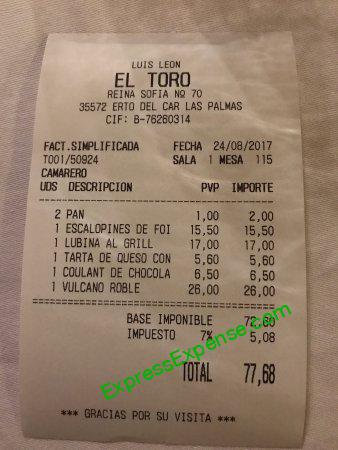 LUIS LEON
EL TORO
REINA SOFIA Nº 70
35572 ERTO DEL CAR LAS PALMAS
CIF: B-76260314
FACT.SIMPLIFICADA FECHA 24/08/2017
T001/50924 SALA 1 MESA 115
CAMARERO
UDS DESCRIPCION PVP IMPORTE
2 PAN 1,00 2,00
1 ESCALOPINES DE FOI 15,50 15,50
1 LUBINA AL GRILL 17,00 17,00
1 TARTA DE QUESO CON 5,60 5,60
1 COULANT DE CHOCOLA 6,50 6,50
1 VULCANO ROBLE 26,00 26,00
BASE IMPONIBLE 72,60
IMPUESTO 7% 5,08
TOTAL 77,68
*** GRACIAS POR SU VISITA ***
ExpressExpense.com